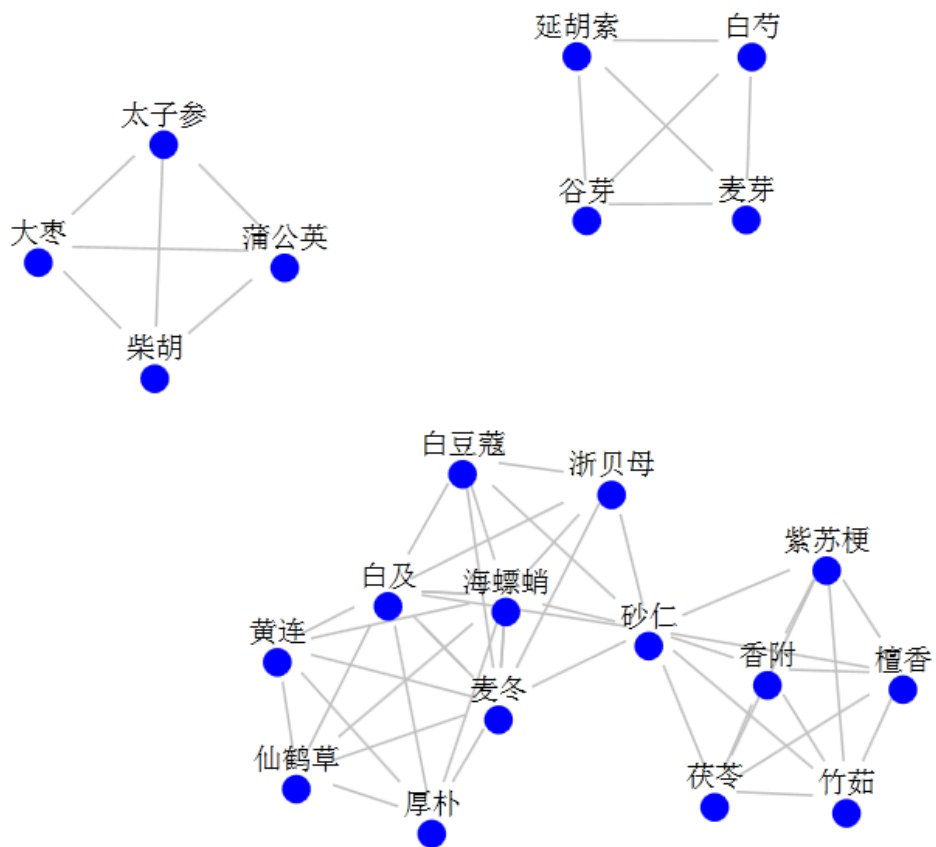 延胡索
白芍
太子参
谷芽
麦芽
大枣
蒲公英
柴胡
白豆蔻
浙贝母
紫苏梗
白及
海螵蛸
黄连
砂仁
香附
檀香
麦冬
仙鹤草
厚朴
茯苓
竹茹